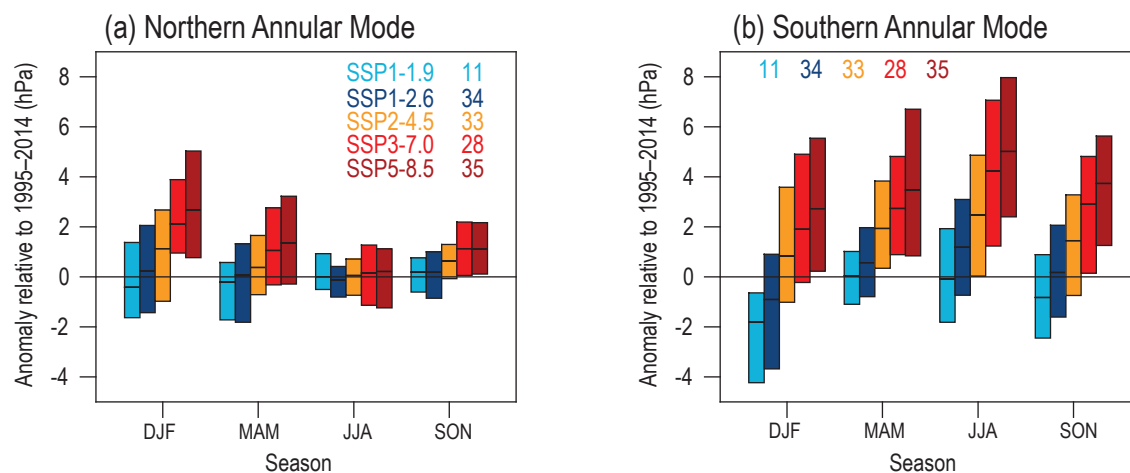 (a) Northern Annular Mode
Anomaly relative to 1995–2014 (hPa)
8
6
4
2
0
-2
-4
SSP1-1.9 11
SSP1-2.6 34
SSP2-4.5 33
SSP3-7.0 28
SSP5-8.5 35
DJF MAM JJA SON
Season
(b) Southern Annular Mode
Anomaly relative to 1995–2014 (hPa)
8
6
4
2
0
-2
-4
11 34 33 28 35
DJF MAM JJA SON
Season